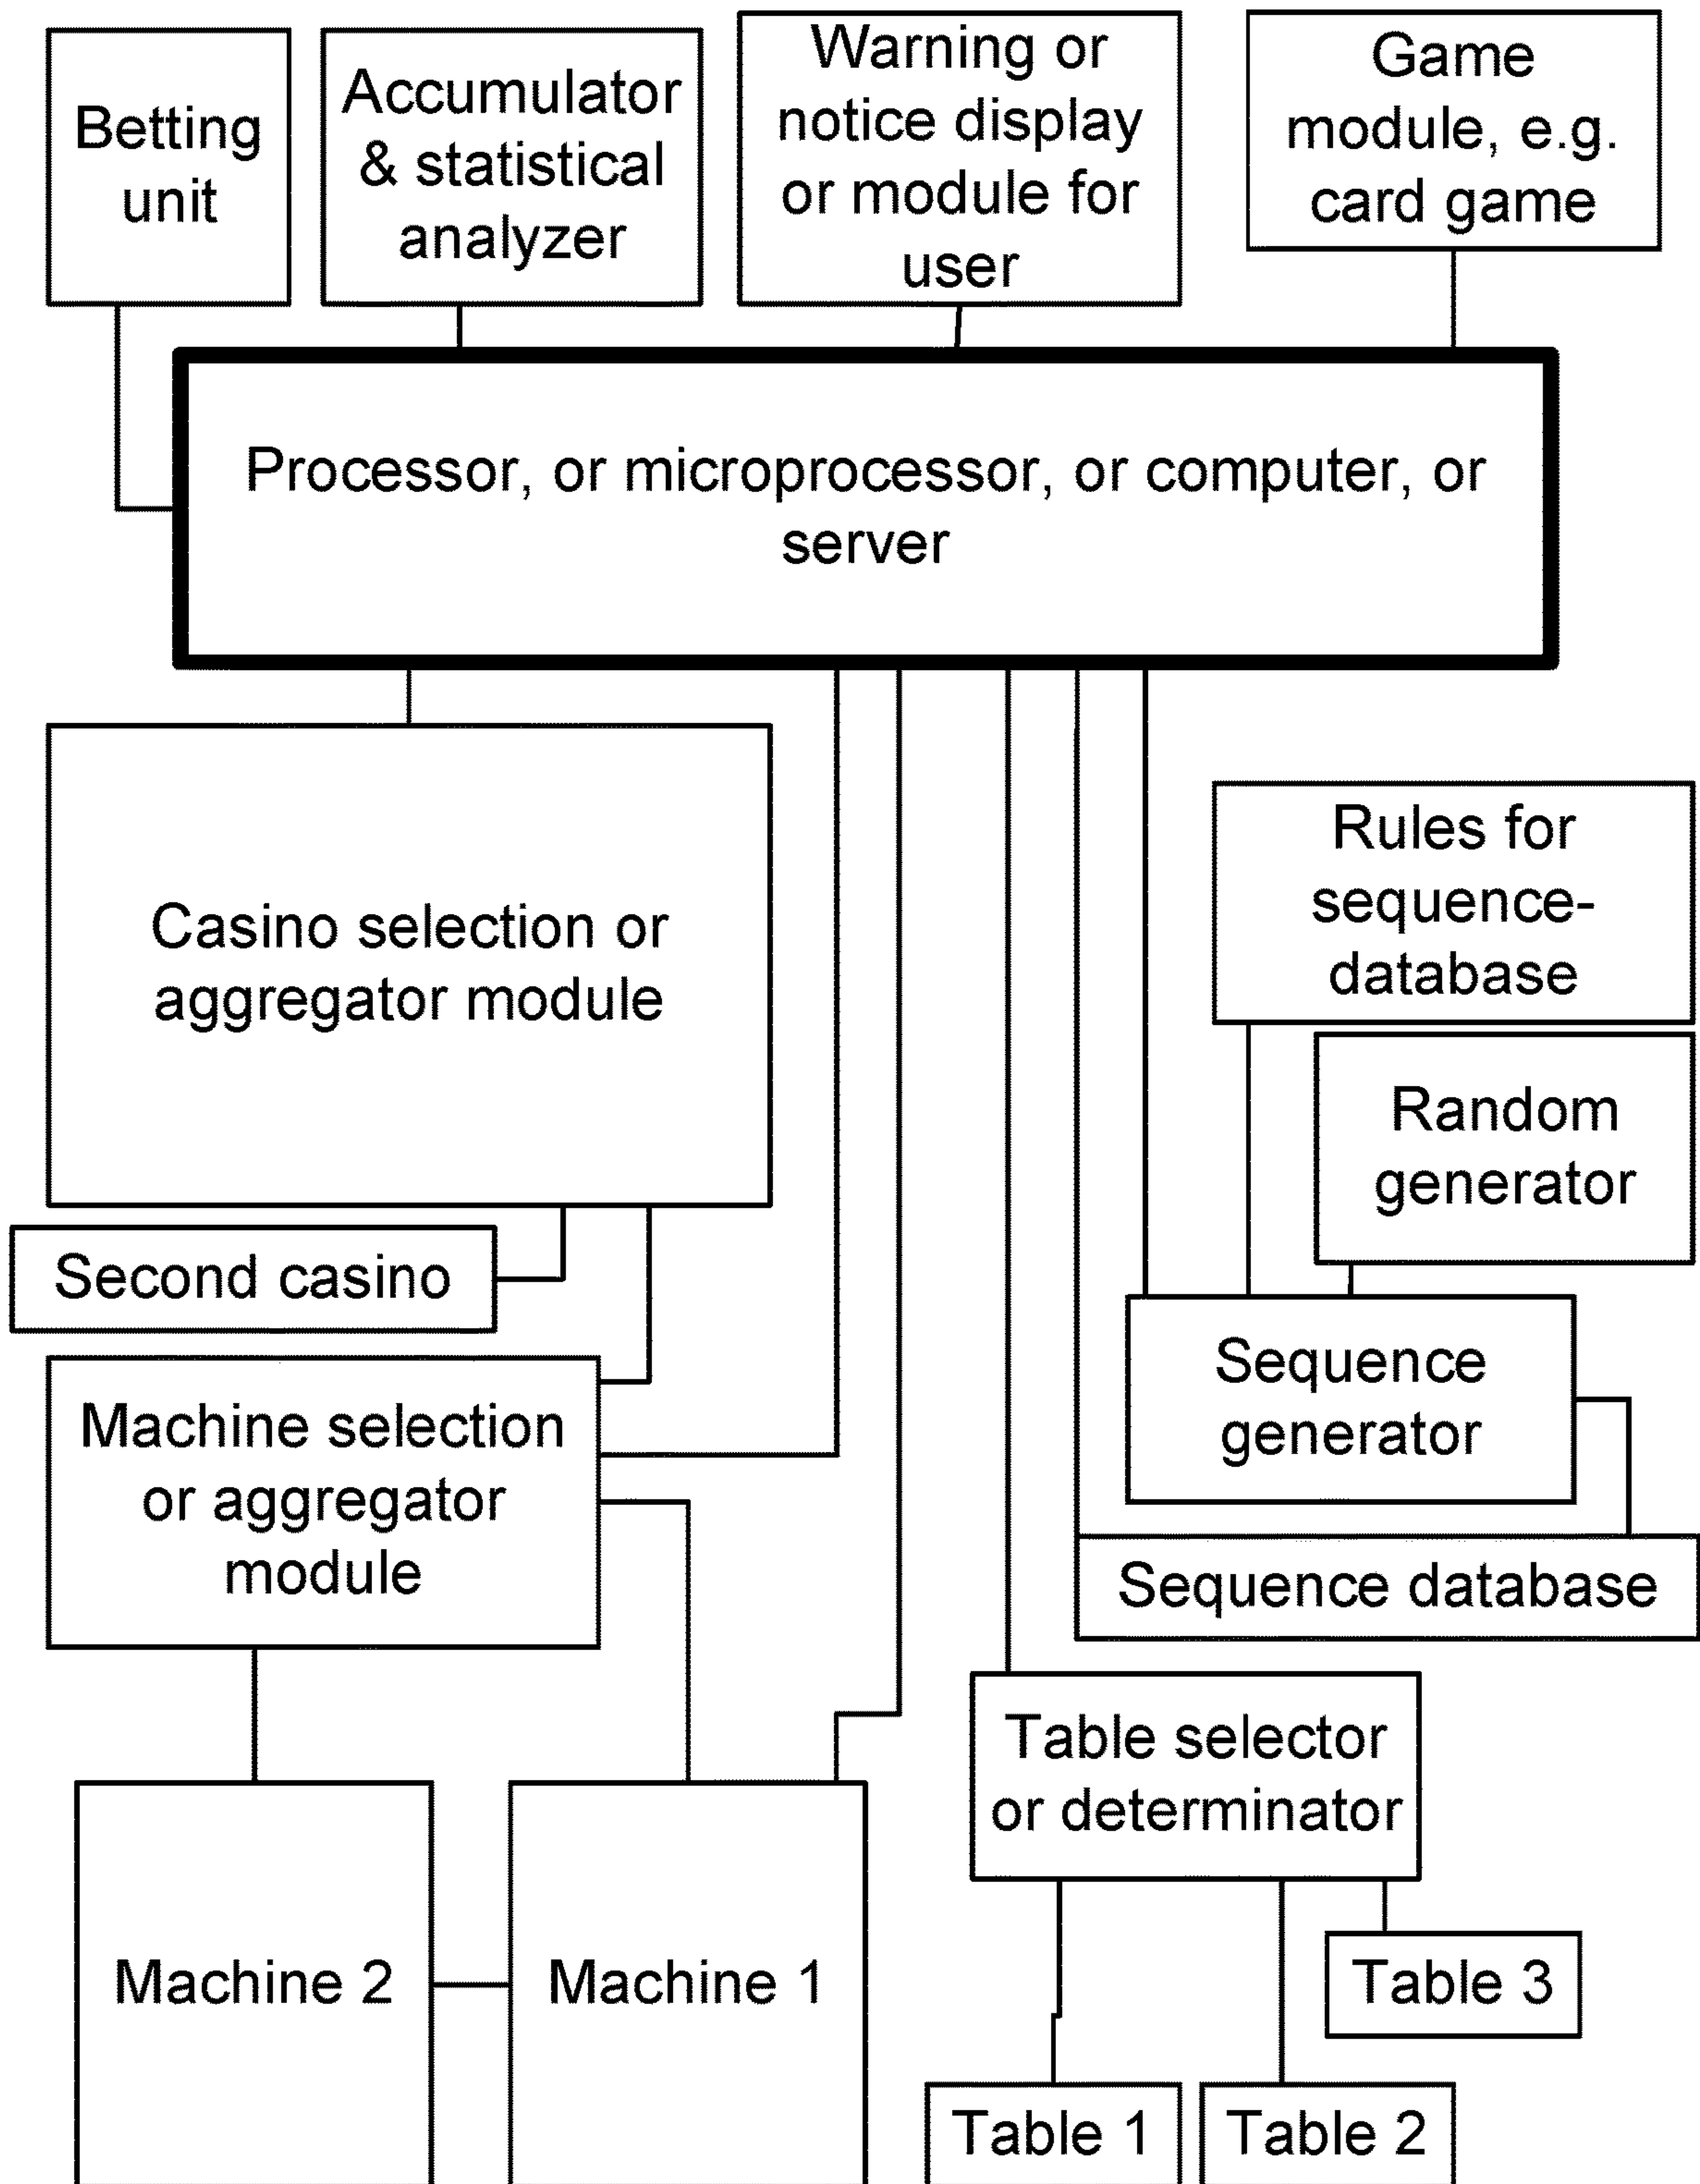 Betting
unit
Accumulator
& statistical
analyzer
Warning or
notice display
or module for
user
Game
module, e.g.
card game
Processor, or microprocessor, or computer, or
server
Casino selection or
aggregator module
Rules for
sequence-
database
Random
generator
Second casino
Sequence
generator
Machine selection
or aggregator
module
Sequence database
Table selector
or determinator
Machine 2
Machine 1
Table 3
Table 1
Table 2